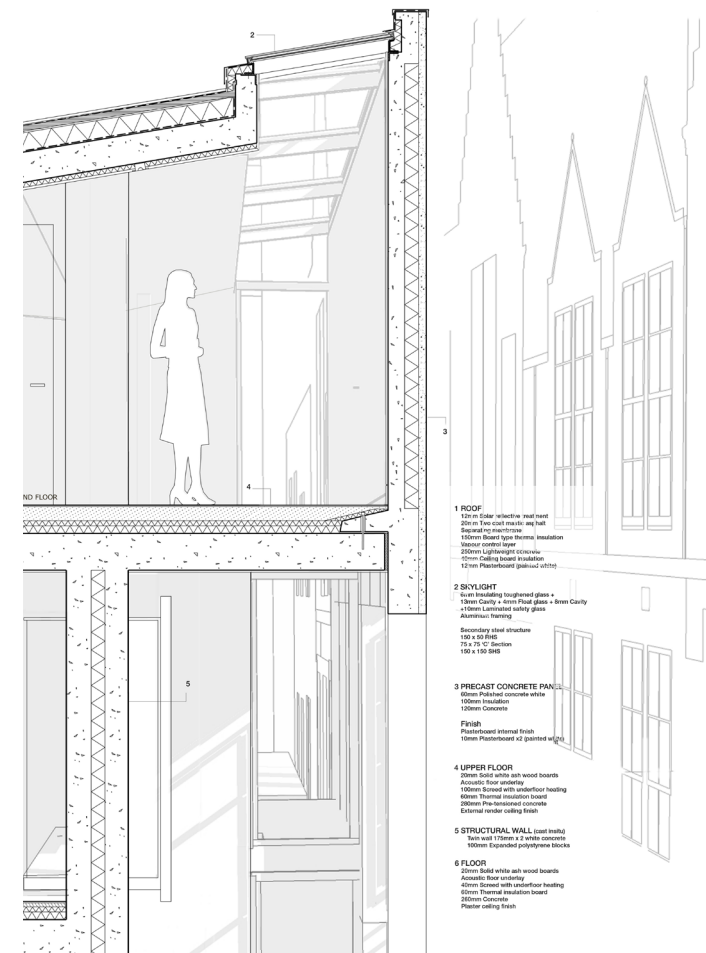 2
3
ND FLOOR
4
5
1 ROOF
12mm Solar reflective treatment
20mm Two coat mastic asphalt
Separating membrane
150mm Board type thermal insulation
Vapour control layer
250mm Lightweight concrete
40mm Ceiling board insulation
12mm Plasterboard (painted white)
2 SKYLIGHT
6mm Insulating toughened glass +
13mm Cavity + 4mm Float glass + 8mm Cavity
+10mm Laminated safety glass
Aluminium framing
Secondary steel structure
150 x 50 RHS
75 x 75 'C' Section
150 x 150 SHS
3 PRECAST CONCRETE PANEL
60mm Polished concrete white
100mm Insulation
120mm Concrete
Finish
Plasterboard internal finish
10mm Plasterboard x2 (painted white)
4 UPPER FLOOR
20mm Solid white ash wood boards
Acoustic floor underlay
100mm Screed with underfloor heating
60mm Thermal insulation board
280mm Pre-tensioned concrete
External render ceiling finish
5 STRUCTURAL WALL (cast insitu)
Twin wall 175mm x 2 white concrete
100mm Expanded polystyrene blocks
6 FLOOR
20mm Solid white ash wood boards
Acoustic floor underlay
40mm Screed with underfloor heating
60mm Thermal insulation board
260mm Concrete
Plaster ceiling finish